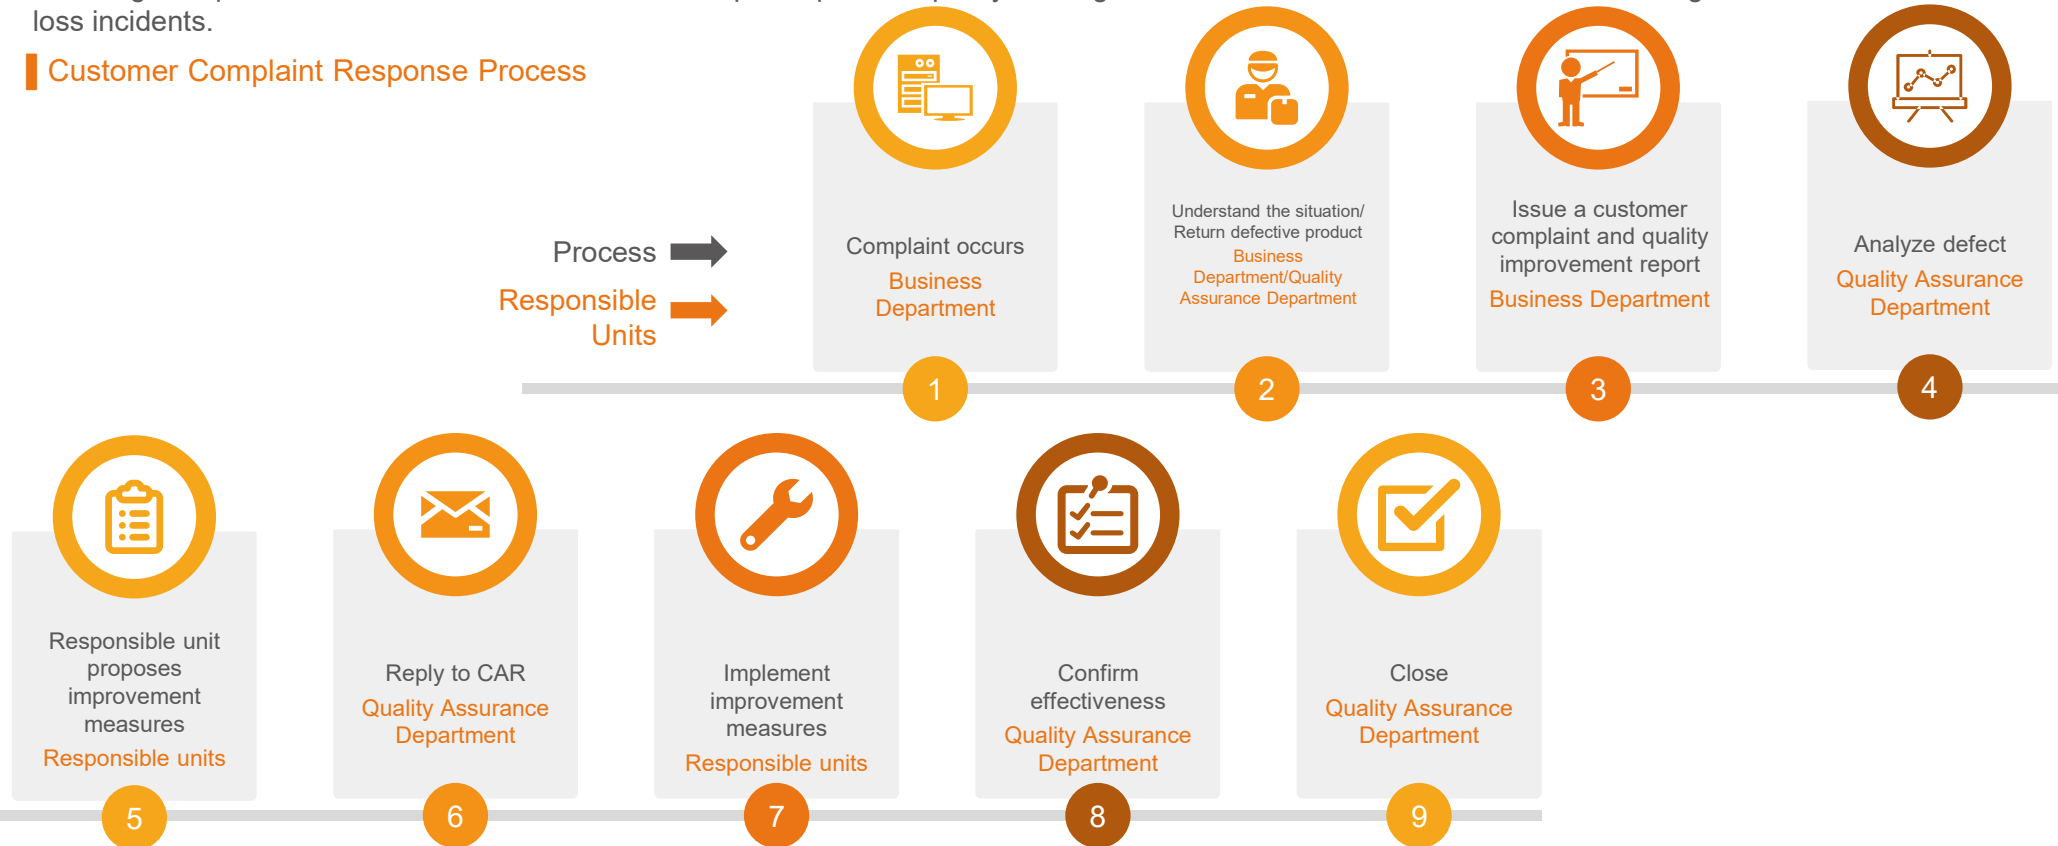 loss incidents.
Customer Complaint Response Process
Process
Responsible
Units
Complaint occurs
Business
Department
1
Understand the situation/
Return defective product
Business
Department/Quality
Assurance Department
2
Issue a customer
complaint and quality
improvement report
Business Department
3
Analyze defect
Quality Assurance
Department
4
Responsible unit
proposes
improvement
measures
Responsible units
5
Reply to CAR
Quality Assurance
Department
6
Implement
improvement
measures
Responsible units
7
Confirm
effectiveness
Quality Assurance
Department
8
Close
Quality Assurance
Department
9